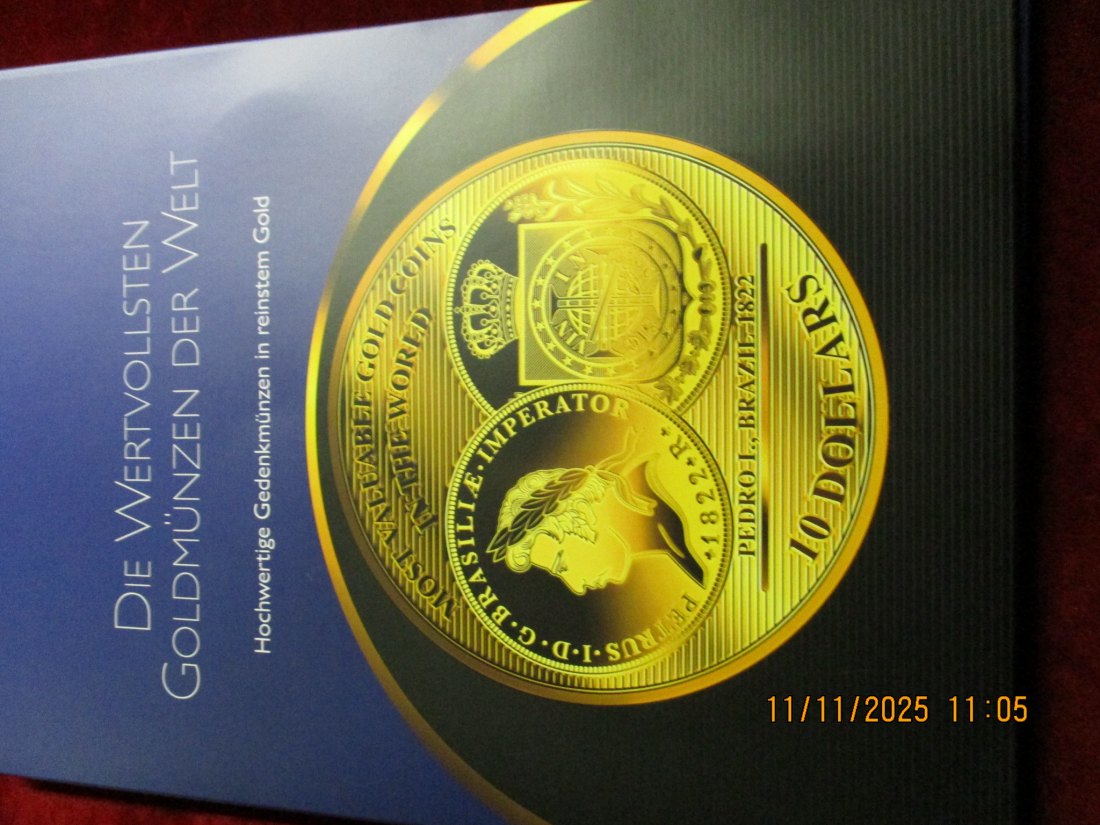 DIE WERTVOLLSTEN
GOLDMÜNZEN DER WELT
Hochwertige Gedenkmünzen in reinstem Gold
MOST VALUABLE GOLD COINS
IN THE WORLD
PETRUS·I·D·G·BRASILIÆ·IMPERATOR
1822·R
IN
PEDRO I., BRAZIL 1822
10 DOLLARS
11/11/2025 11:05